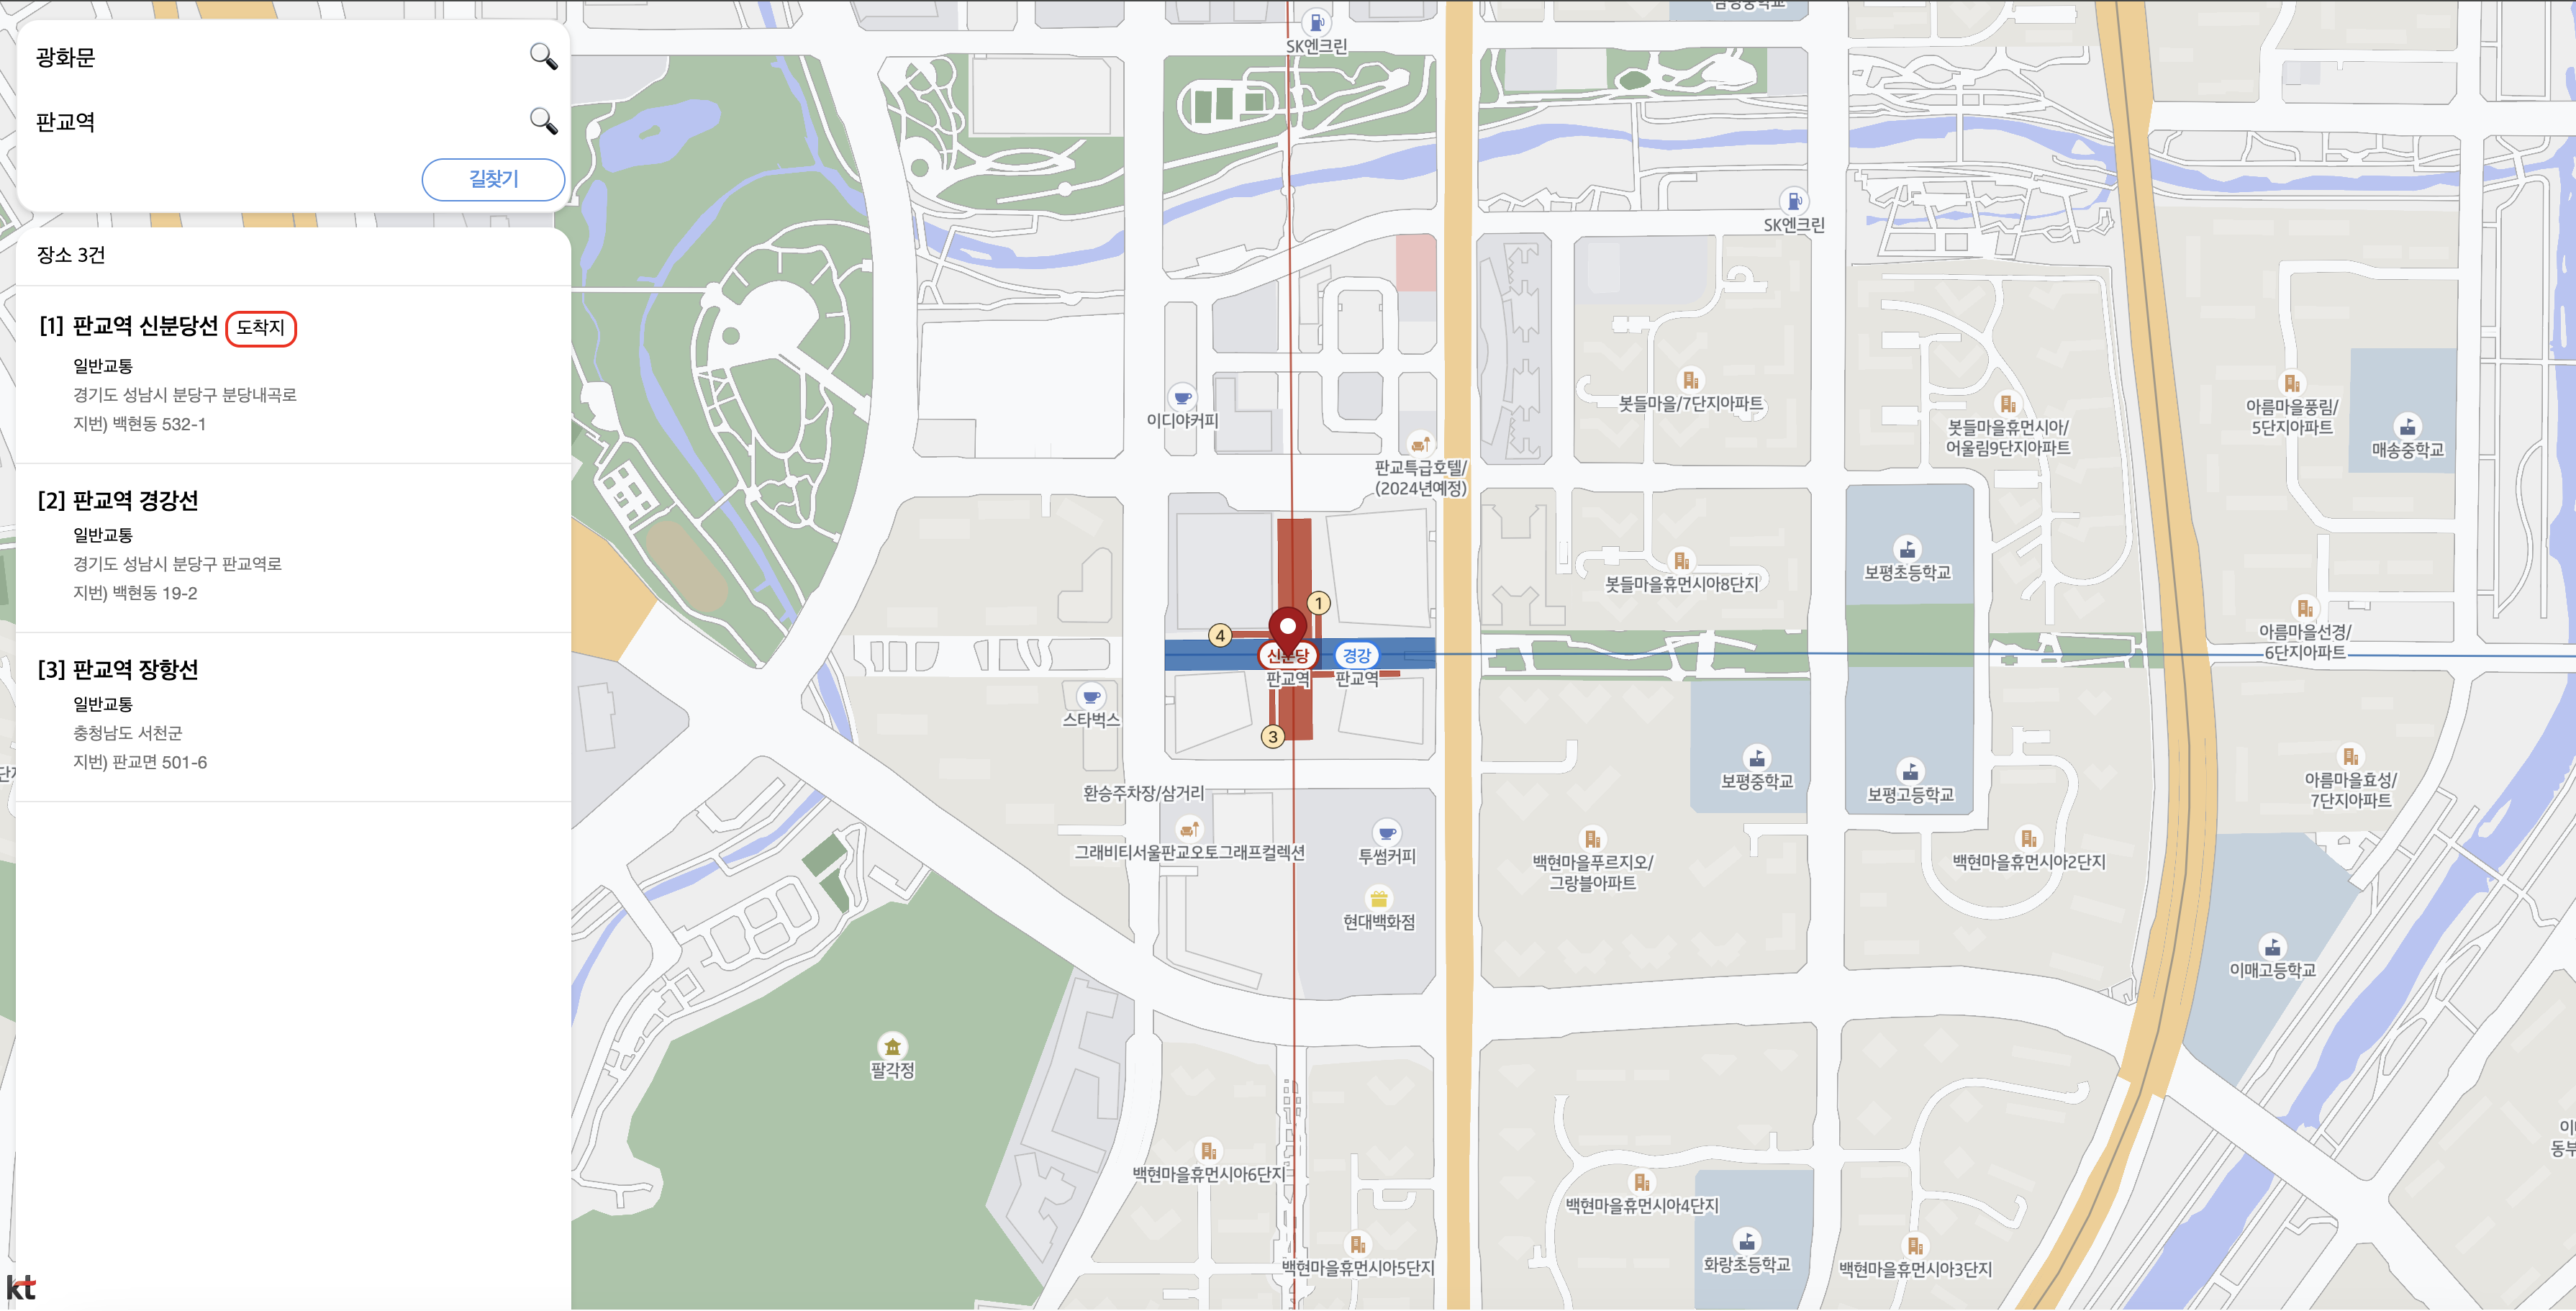 광화문
판교역
길찾기
장소 3건
[1] 판교역 신분당선 도착지
일반교통
경기도 성남시 분당구 분당내곡로
지번) 백현동 532-1
[2] 판교역 경강선
일반교통
경기도 성남시 분당구 판교역로
지번) 백현동 19-2
[3] 판교역 장항선
일반교통
충청남도 서천군
지번) 판교면 501-6
kt
SK엔크린
SK엔크린
이디야커피
판교특급호텔/
(2024년예정)
봇들마을/7단지아파트
봇들마을휴먼시아/
어울림9단지아파트
아름마을풍림/
5단지아파트
매송중학교
봇들마을휴먼시아8단지
보평초등학교
아름마을선경/
6단지아파트
1
4
신분당
경강
판교역
판교역
3
스타벅스
환승주차장/삼거리
그래비티서울판교오토그래프컬렉션
투썸커피
현대백화점
보평중학교
보평고등학교
아름마을효성/
7단지아파트
백현마을푸르지오/
그랑블아파트
백현마을휴먼시아2단지
이매고등학교
팔각정
백현마을휴먼시아6단지
백현마을휴먼시아4단지
백현마을휴먼시아5단지
화랑초등학교
백현마을휴먼시아3단지